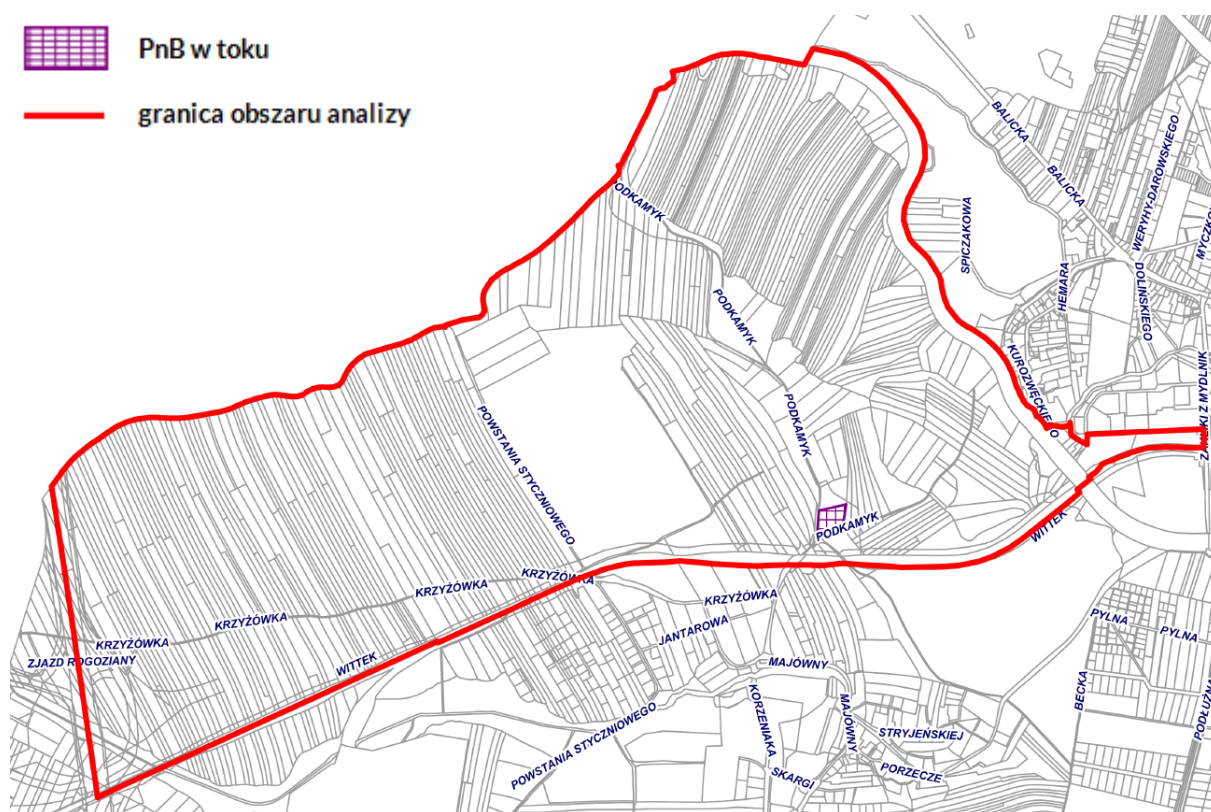 PnB w toku
granica obszaru analizy
BALICKA
BALICKA
WERYHY-DAROWSKIEGO
PODKAMYK
SPICZAKOWA
HEMARA
DOLIŃSKIEGO
PODKAMYK
KUROZWĘCKIEGO
PODKAMYK
POWSTANIA STYCZNIOWEGO
PODKAMYK
WITTEK
KRZYŻÓWKA
KRZYŻÓWKA
KRZYŻÓWKA
KRZYŻÓWKA
KRZYŻÓWKA
ZJAZD ROGOZIANY
WITTEK
JANTAROWA
PYLNA
PYLNA
MAJÓWNY
MAJÓWNY
KORZENIAKA
BECKA
PODŁUŻNA
POWSTANIA STYCZNIOWEGO
STRYJEŃSKIEJ
SKARGI
PORZECZE